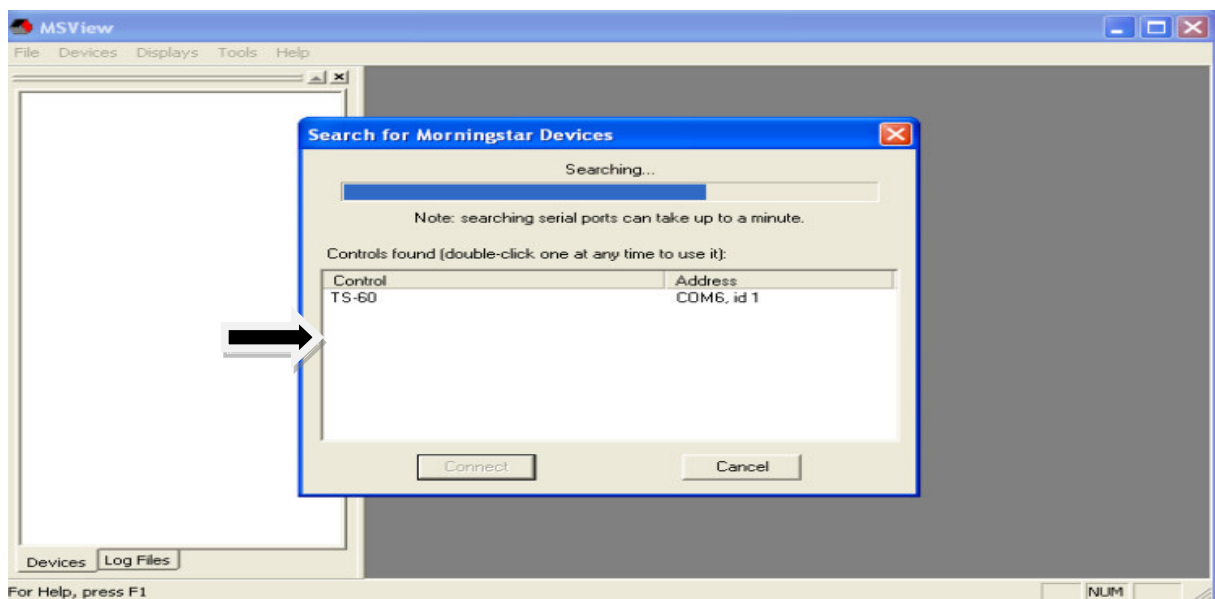 MSView
File Devices Displays Tools Help
Search for Morningstar Devices
Searching...
Note: searching serial ports can take up to a minute.
Controls found (double-click one at any time to use it):
Control Address
TS-60 COM6, id 1
Connect Cancel
Devices Log Files
For Help, press F1 NUM